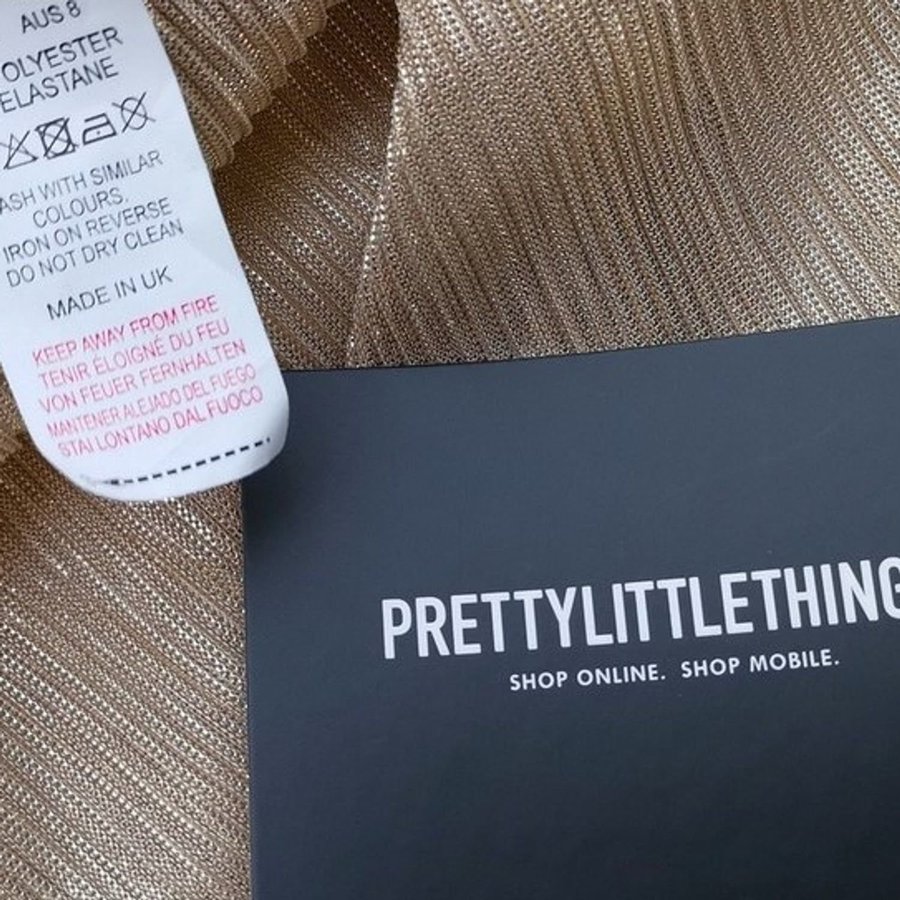 AUS 8
OLYESTER
ELASTANE
ASH WITH SIMILAR
COLOURS.
IRON ON REVERSE
DO NOT DRY CLEAN
MADE IN UK
KEEP AWAY FROM FIRE
TENIR ÉLOIGNÉ DU FEU
VON FEUER FERNHALTEN
MANTENER ALEJADO DEL FUEGO
STAI LONTANO DAL FUOCO
PRETTYLITTLETHING
SHOP ONLINE. SHOP MOBILE.